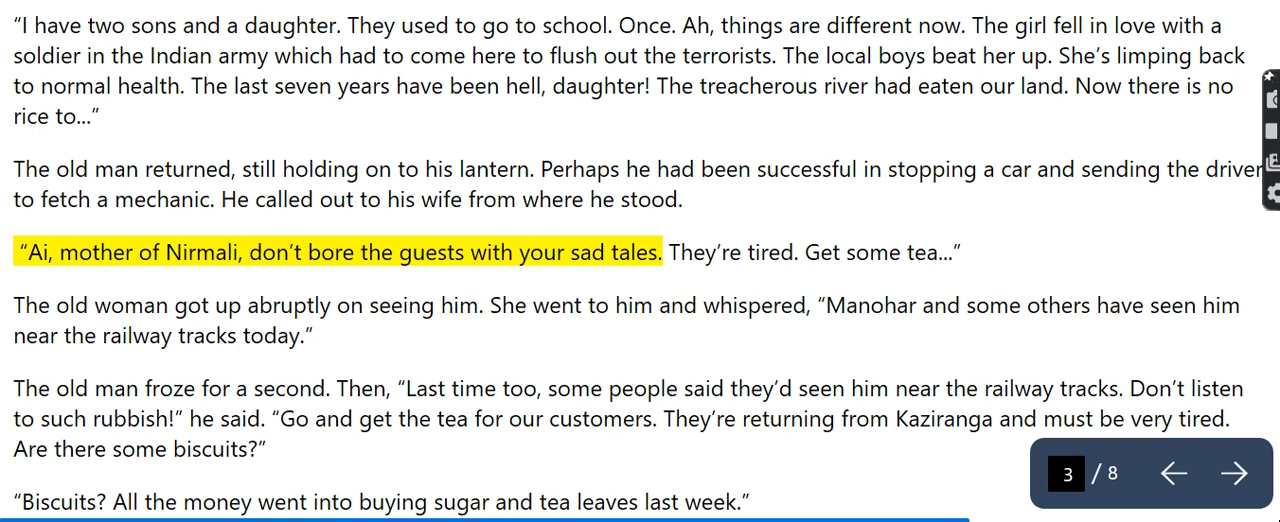 “I have two sons and a daughter. They used to go to school. Once. Ah, things are different now. The girl fell in love with a
soldier in the Indian army which had to come here to flush out the terrorists. The local boys beat her up. She’s limping back
to normal health. The last seven years have been hell, daughter! The treacherous river had eaten our land. Now there is no
rice to...”
The old man returned, still holding on to his lantern. Perhaps he had been successful in stopping a car and sending the driver
to fetch a mechanic. He called out to his wife from where he stood.
“Ai, mother of Nirmali, don’t bore the guests with your sad tales. They’re tired. Get some tea...”
The old woman got up abruptly on seeing him. She went to him and whispered, “Manohar and some others have seen him
near the railway tracks today.”
The old man froze for a second. Then, “Last time too, some people said they’d seen him near the railway tracks. Don’t listen
to such rubbish!” he said. “Go and get the tea for our customers. They’re returning from Kaziranga and must be very tired.
Are there some biscuits?”
3 / 8
“Biscuits? All the money went into buying sugar and tea leaves last week.”